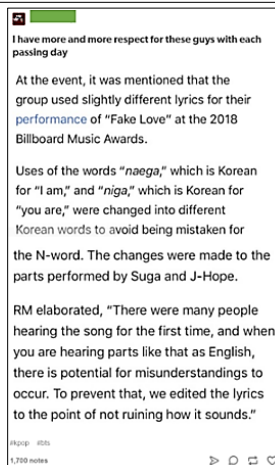 I have more and more respect for these guys with each
passing day
At the event, it was mentioned that the
group used slightly different lyrics for their
performance of “Fake Love” at the 2018
Billboard Music Awards.
Uses of the words “naega,” which is Korean
for “I am,” and “niga,” which is Korean for
“you are,” were changed into different
Korean words to avoid being mistaken for
the N-word. The changes were made to the
parts performed by Suga and J-Hope.
RM elaborated, “There were many people
hearing the song for the first time, and when
you are hearing parts like that as English,
there is potential for misunderstandings to
occur. To prevent that, we edited the lyrics
to the point of not ruining how it sounds.”
#kpop #bts
1,700 notes